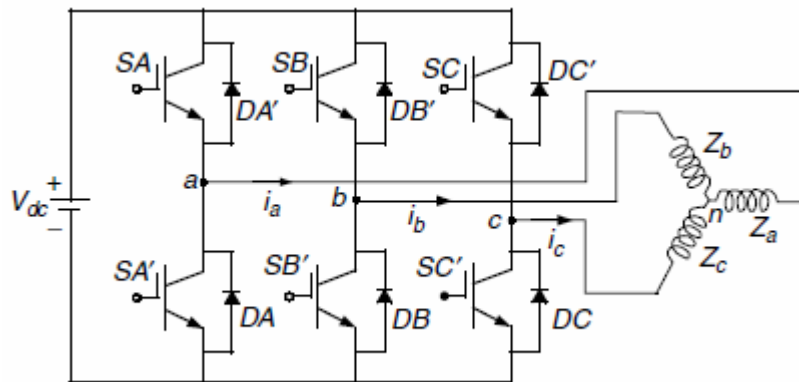 SA
SB
SC
DC′
DA′
DB′
Z_b
+
V_dc
−
a
i_a
b
i_b
c
i_c
n
Z_a
Z_c
SA′
SB′
SC′
DA
DB
DC